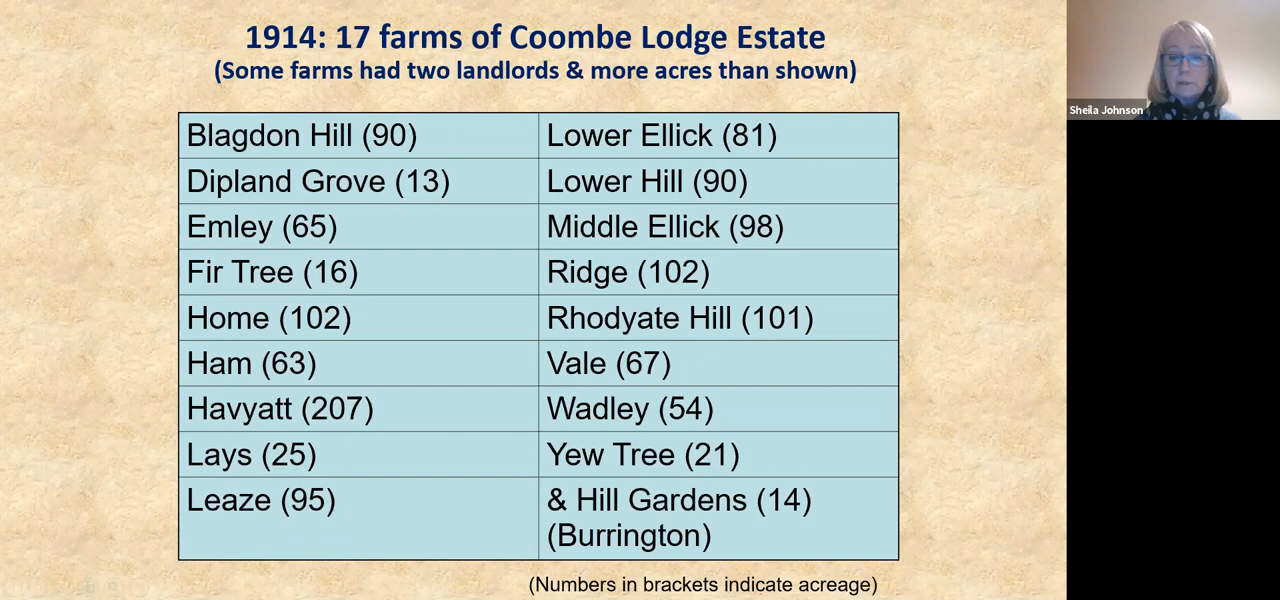 1914: 17 farms of Coombe Lodge Estate
(Some farms had two landlords & more acres than shown)
Blagdon Hill (90)
Lower Ellick (81)
Dipland Grove (13)
Lower Hill (90)
Emley (65)
Middle Ellick (98)
Fir Tree (16)
Ridge (102)
Home (102)
Rhodyate Hill (101)
Ham (63)
Vale (67)
Havyatt (207)
Wadley (54)
Lays (25)
Yew Tree (21)
Leaze (95)
& Hill Gardens (14)
(Burrington)
(Numbers in brackets indicate acreage)
Sheila Johnson